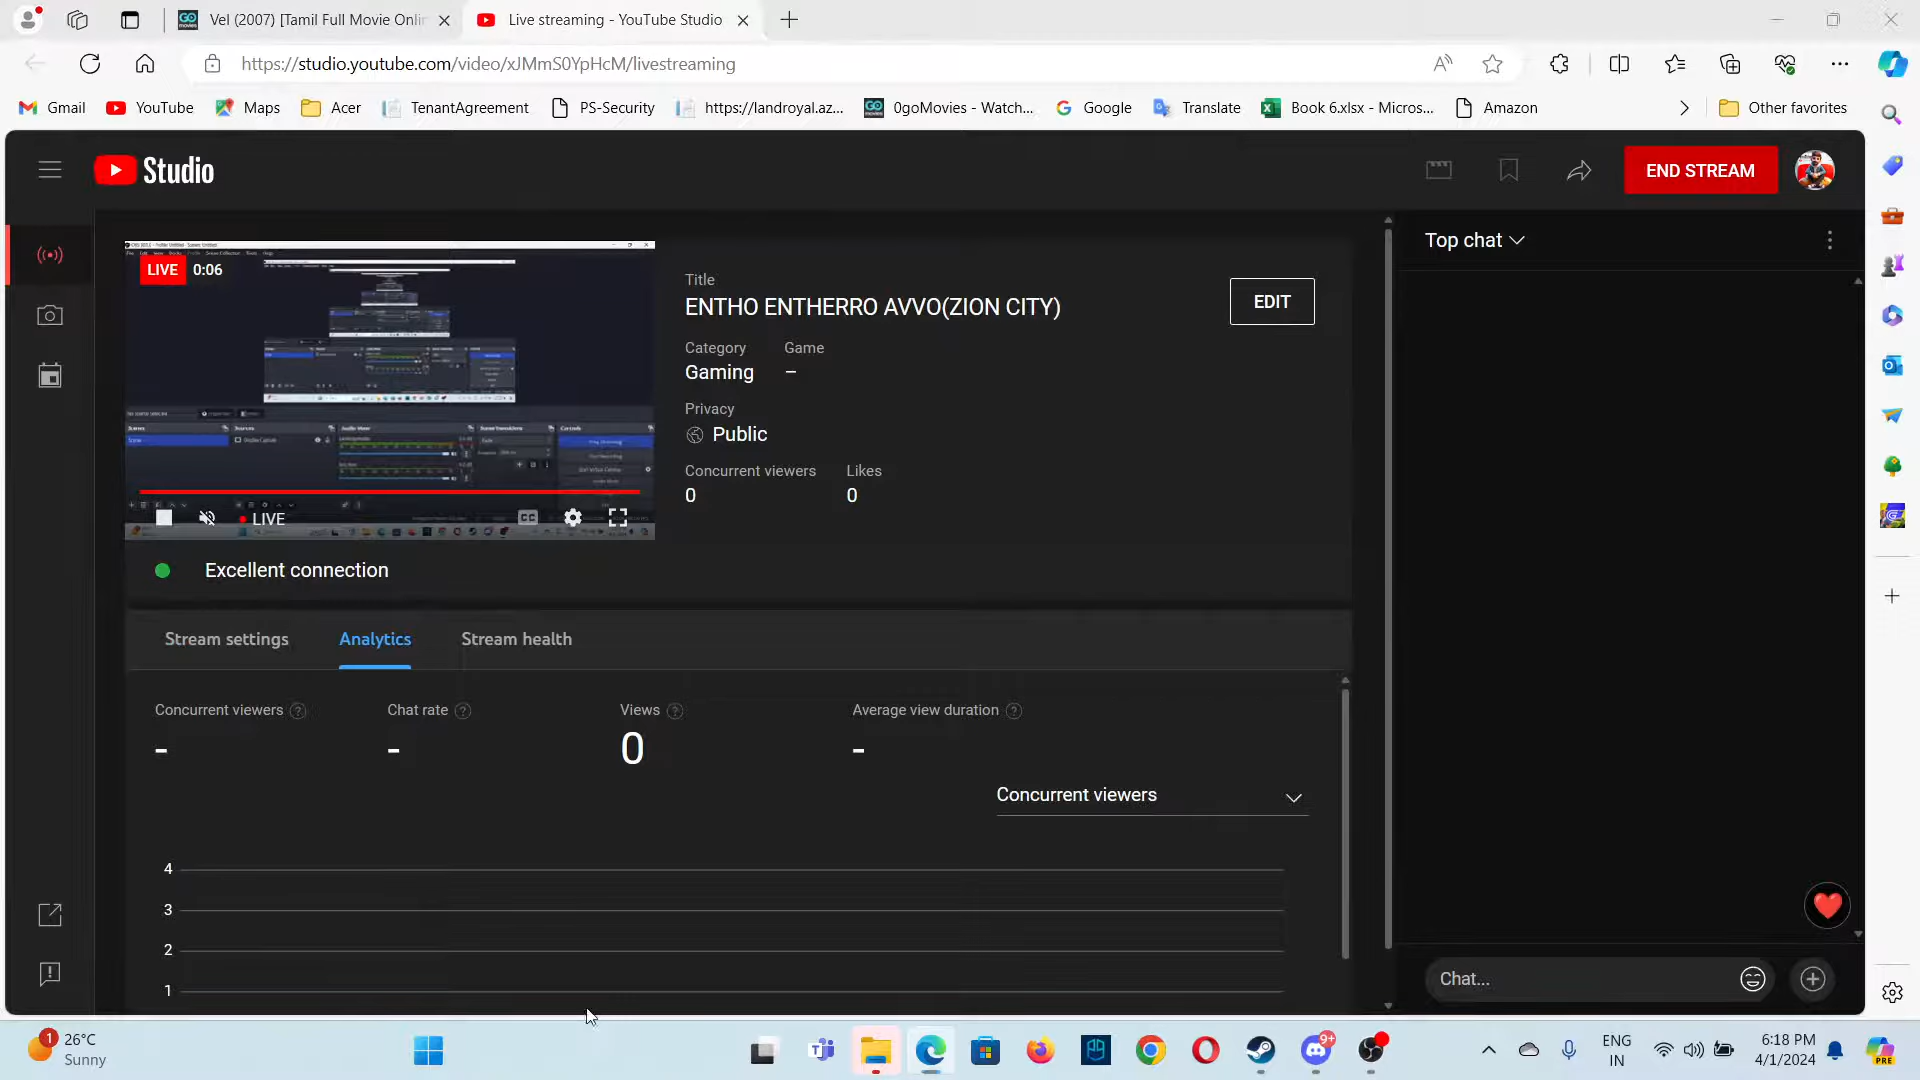 Vel (2007) [Tamil Full Movie Onlin
Live streaming - YouTube Studio
https://studio.youtube.com/video/xJMmS0YpHcM/livestreaming
Gmail
YouTube
Maps
Acer
TenantAgreement
PS-Security
https://landroyal.az...
0goMovies - Watch...
Google
Translate
Book 6.xlsx - Micros...
Amazon
Other favorites
Studio
END STREAM
LIVE 0:06
LIVE
Title
ENTHO ENTHERRO AVVO(ZION CITY)
EDIT
Category Game
Gaming –
Privacy
Public
Concurrent viewers Likes
0 0
Excellent connection
Top chat
Stream settings Analytics Stream health
Concurrent viewers Chat rate Views Average view duration
- - 0 -
Concurrent viewers
4
3
2
1
Chat...
1
26°C
Sunny
9+
ENG
IN
6:18 PM
4/1/2024
PRE